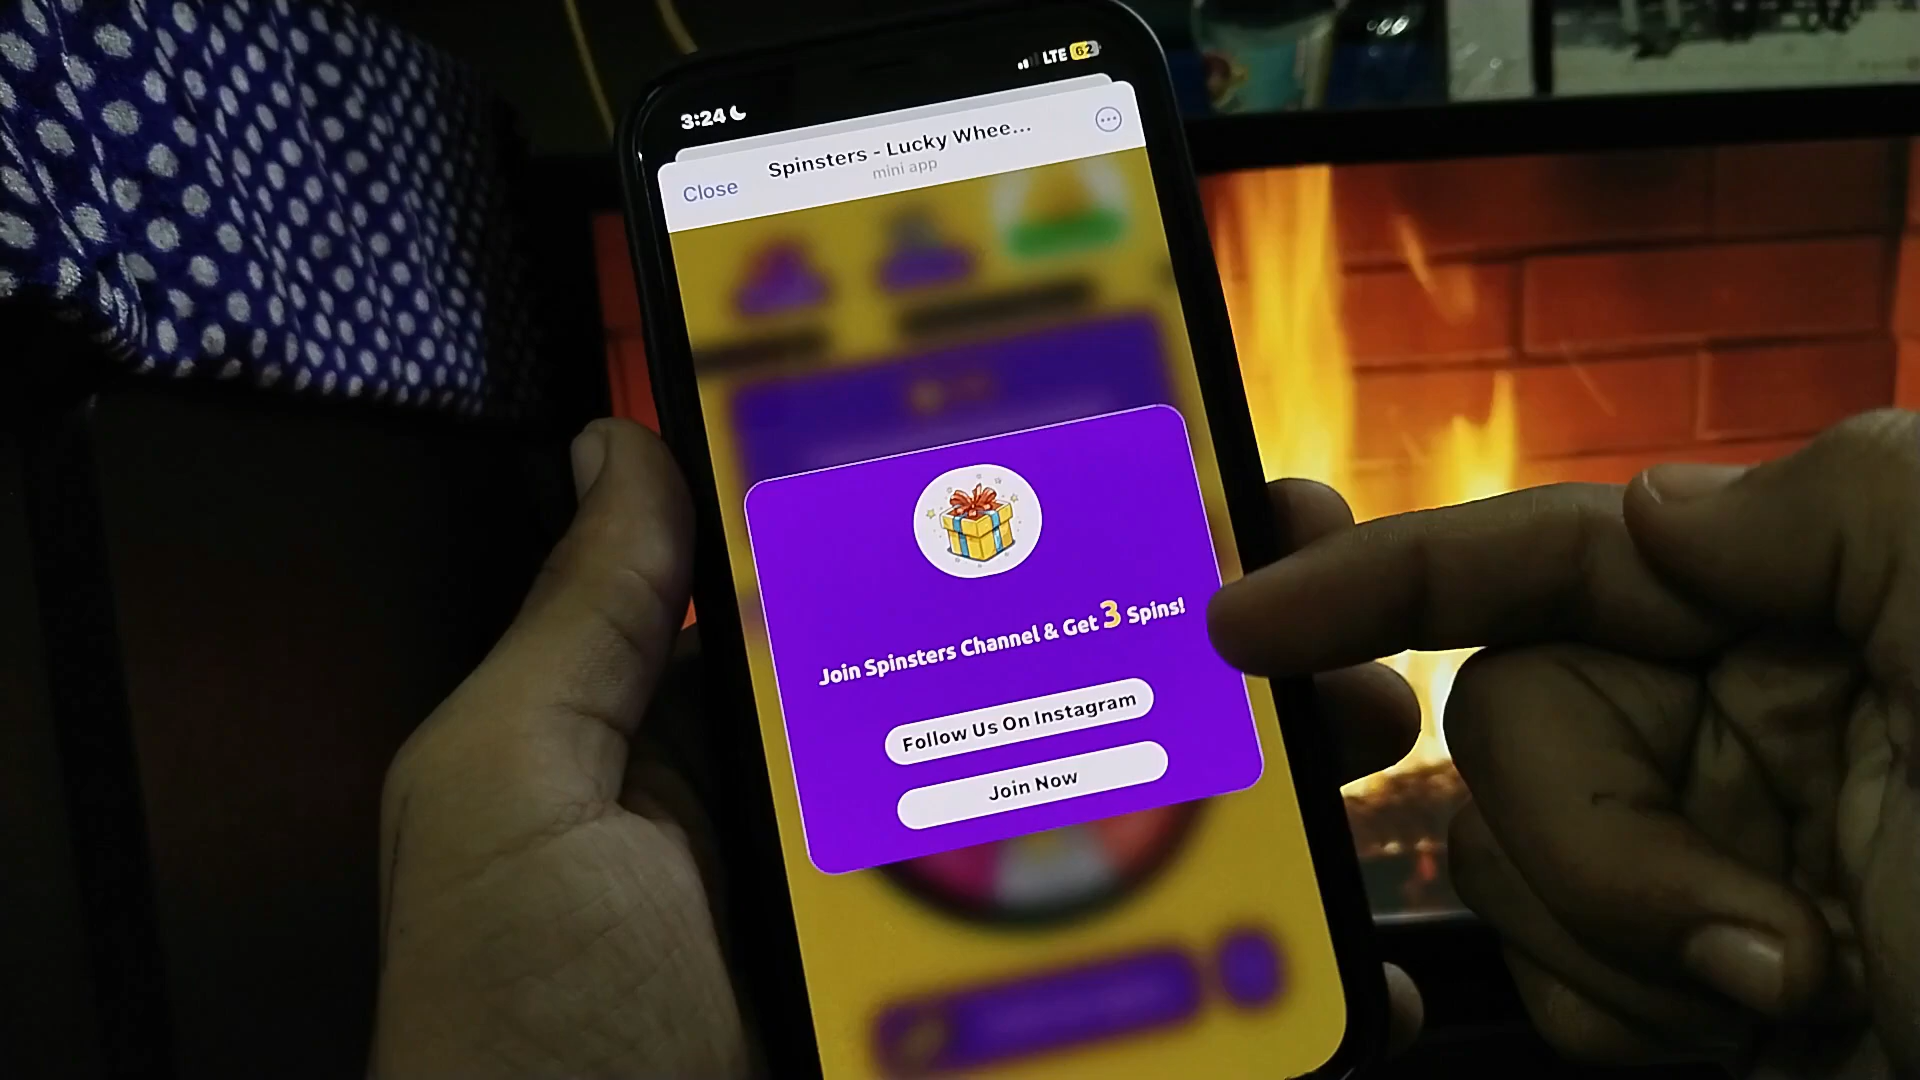 3:24
LTE 62
Close
Spinsters - Lucky Whee...
mini app
Join Spinsters Channel & Get 3 Spins!
Follow Us On Instagram
Join Now